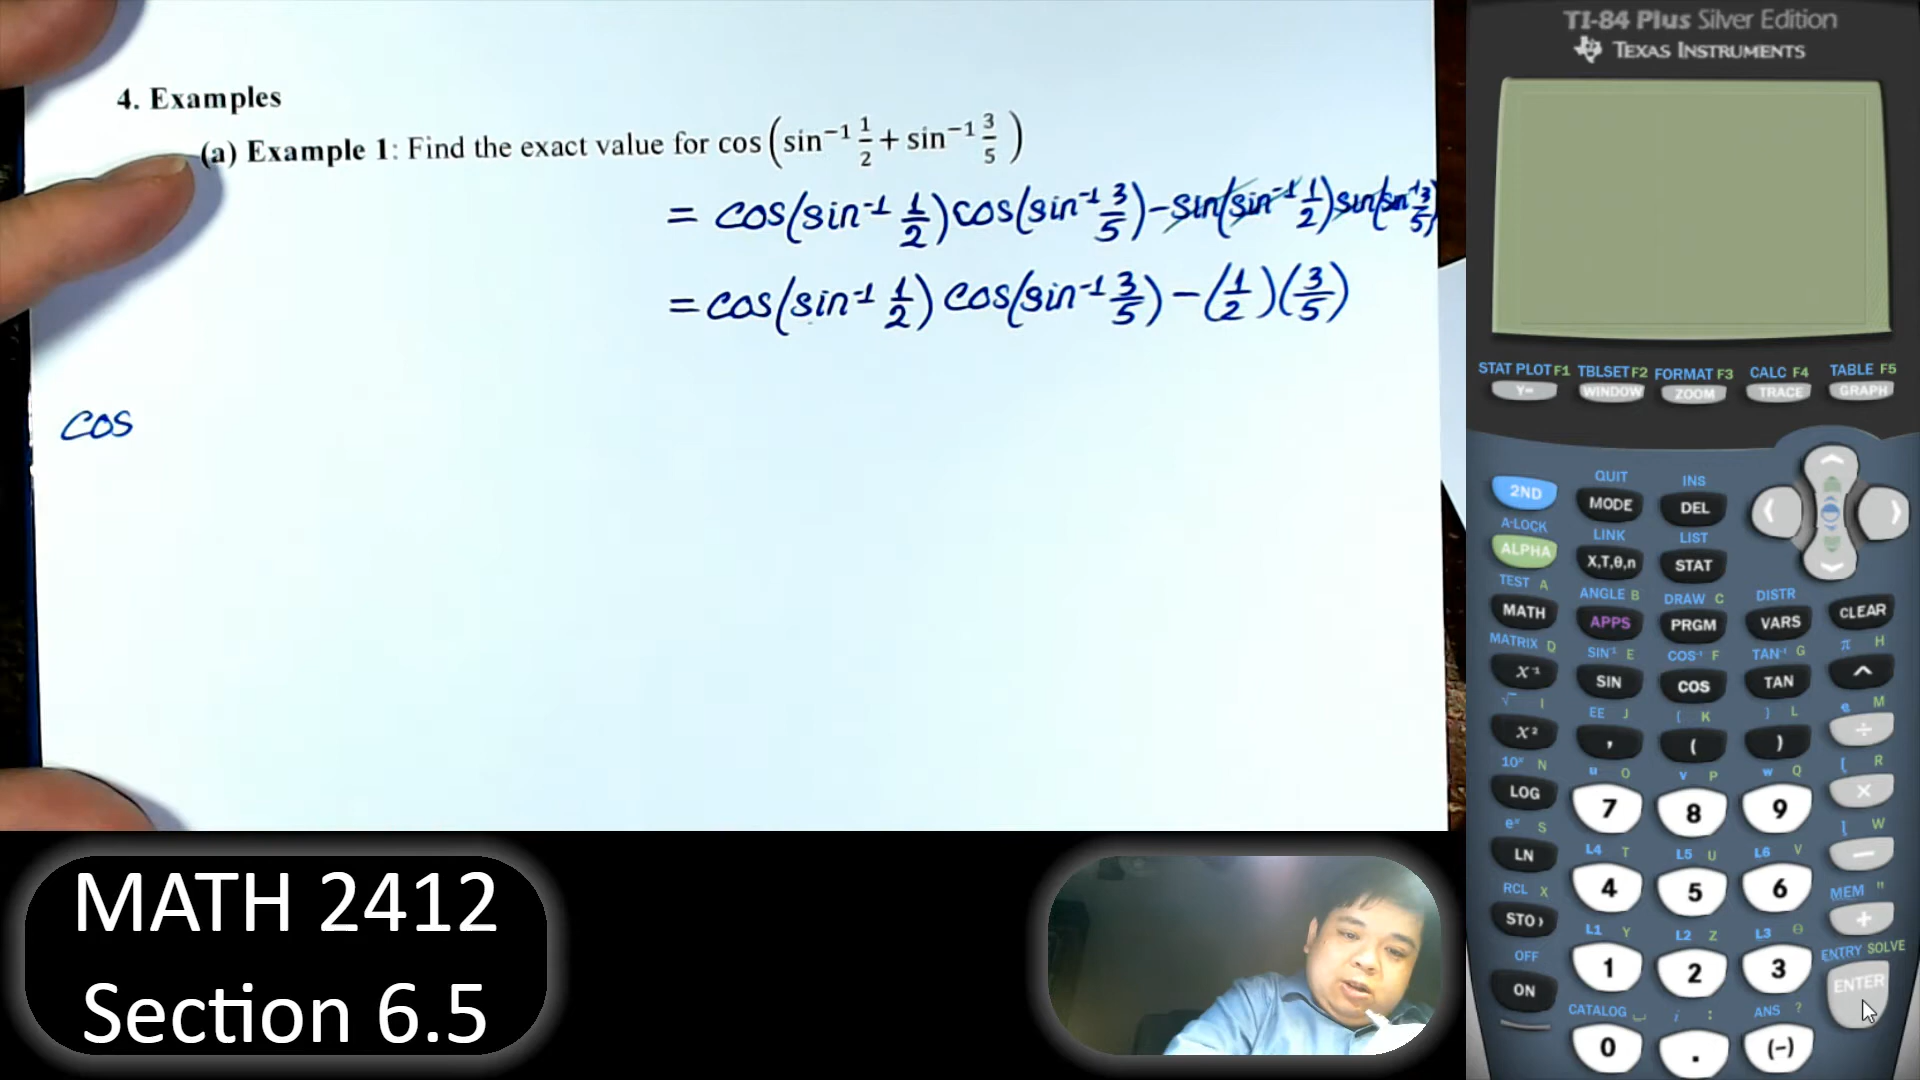 4. Examples
(a) Example 1: Find the exact value for cos (sin⁻¹ 1/2 + sin⁻¹ 3/5)
= cos(sin⁻¹ 1/2) cos(sin⁻¹ 3/5) - sin(sin⁻¹ 1/2) sin(sin⁻¹ 3/5)
= cos(sin⁻¹ 1/2) cos(sin⁻¹ 3/5) - (1/2)(3/5)
cos
MATH 2412
Section 6.5
TI-84 Plus Silver Edition
TEXAS INSTRUMENTS
STAT PLOT F1 TBLSET F2 FORMAT F3 CALC F4 TABLE F5
Y= WINDOW ZOOM TRACE GRAPH
QUIT INS
2ND MODE DEL
A-LOCK LINK LIST
ALPHA X,T,θ,n STAT
TEST A ANGLE B DRAW C DISTR
MATH APPS PRGM VARS CLEAR
MATRIX D SIN⁻¹ E COS⁻¹ F TAN⁻¹ G π H
X⁻¹ SIN COS TAN ^
√ I EE J { K } L e M
X² , ( ) ÷
10ˣ N u O v P w Q [ R
LOG 7 8 9 ×
eˣ S L4 T L5 U L6 V ] W
LN 4 5 6 −
RCL X L1 Y L2 Z L3 θ MEM "
STO› 1 2 3 +
OFF CATALOG i : ANS ? ENTRY SOLVE
ON 0 . (-) ENTER